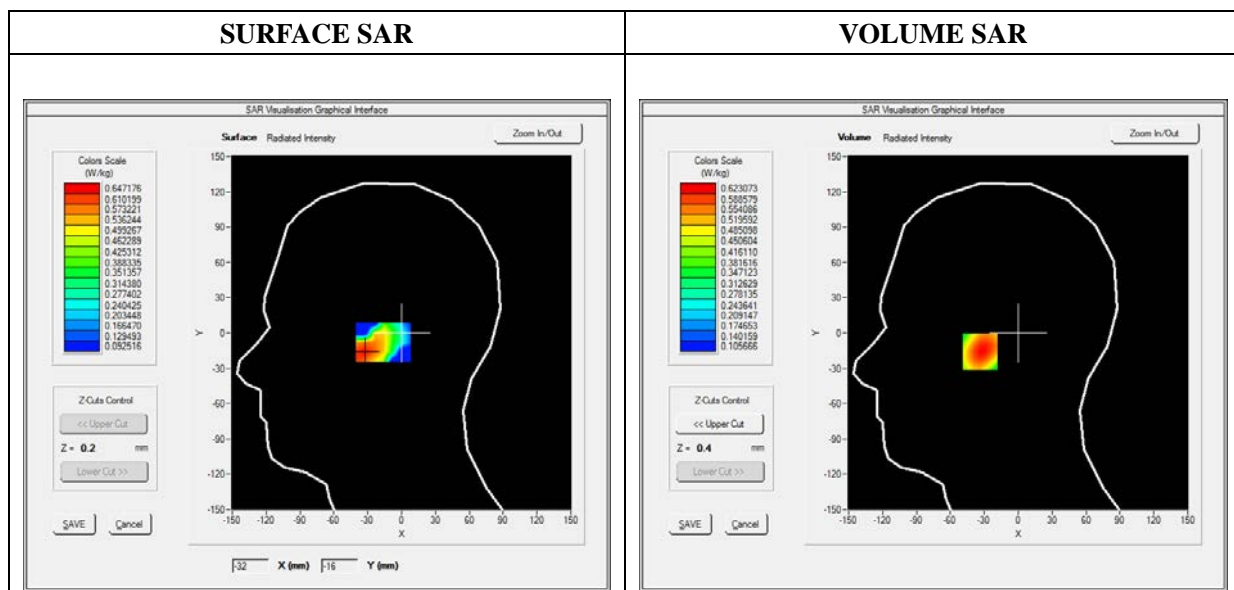 SURFACE SAR
VOLUME SAR
SAR Visualisation Graphical Interface
Surface Radiated Intensity
Zoom In/Out
Colors Scale
(W/kg)
0.647176
0.610199
0.573221
0.536244
0.499267
0.462289
0.425312
0.388335
0.351357
0.314380
0.277402
0.240425
0.203448
0.166470
0.129493
0.092516
150
120
90
60
30
0
-30
-60
-90
-120
-150
Y
-150 -120 -90 -60 -30 0 30 60 90 120 150
X
Z-Cuts Control
<< Upper Cut
Z = 0.2 mm
Lower Cut >>
SAVE Cancel
-32 X (mm) -16 Y (mm)
SAR Visualisation Graphical Interface
Volume Radiated Intensity
Zoom In/Out
Colors Scale
(W/kg)
0.623073
0.588579
0.554086
0.519592
0.485098
0.450604
0.416110
0.381616
0.347123
0.312629
0.278135
0.243641
0.209147
0.174653
0.140159
0.105666
150
120
90
60
30
0
-30
-60
-90
-120
-150
Y
-150 -120 -90 -60 -30 0 30 60 90 120 150
X
Z-Cuts Control
<< Upper Cut
Z = 0.4 mm
Lower Cut >>
SAVE Cancel